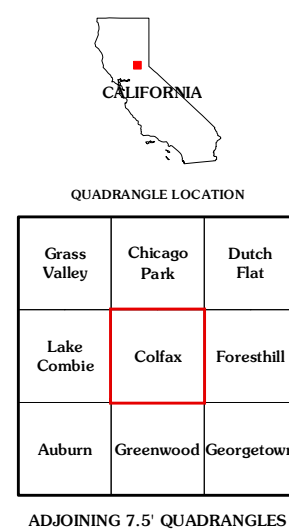 CALIFORNIA
QUADRANGLE LOCATION
Grass Valley
Chicago Park
Dutch Flat
Lake Combie
Colfax
Foresthill
Auburn
Greenwood
Georgetown
ADJOINING 7.5' QUADRANGLES